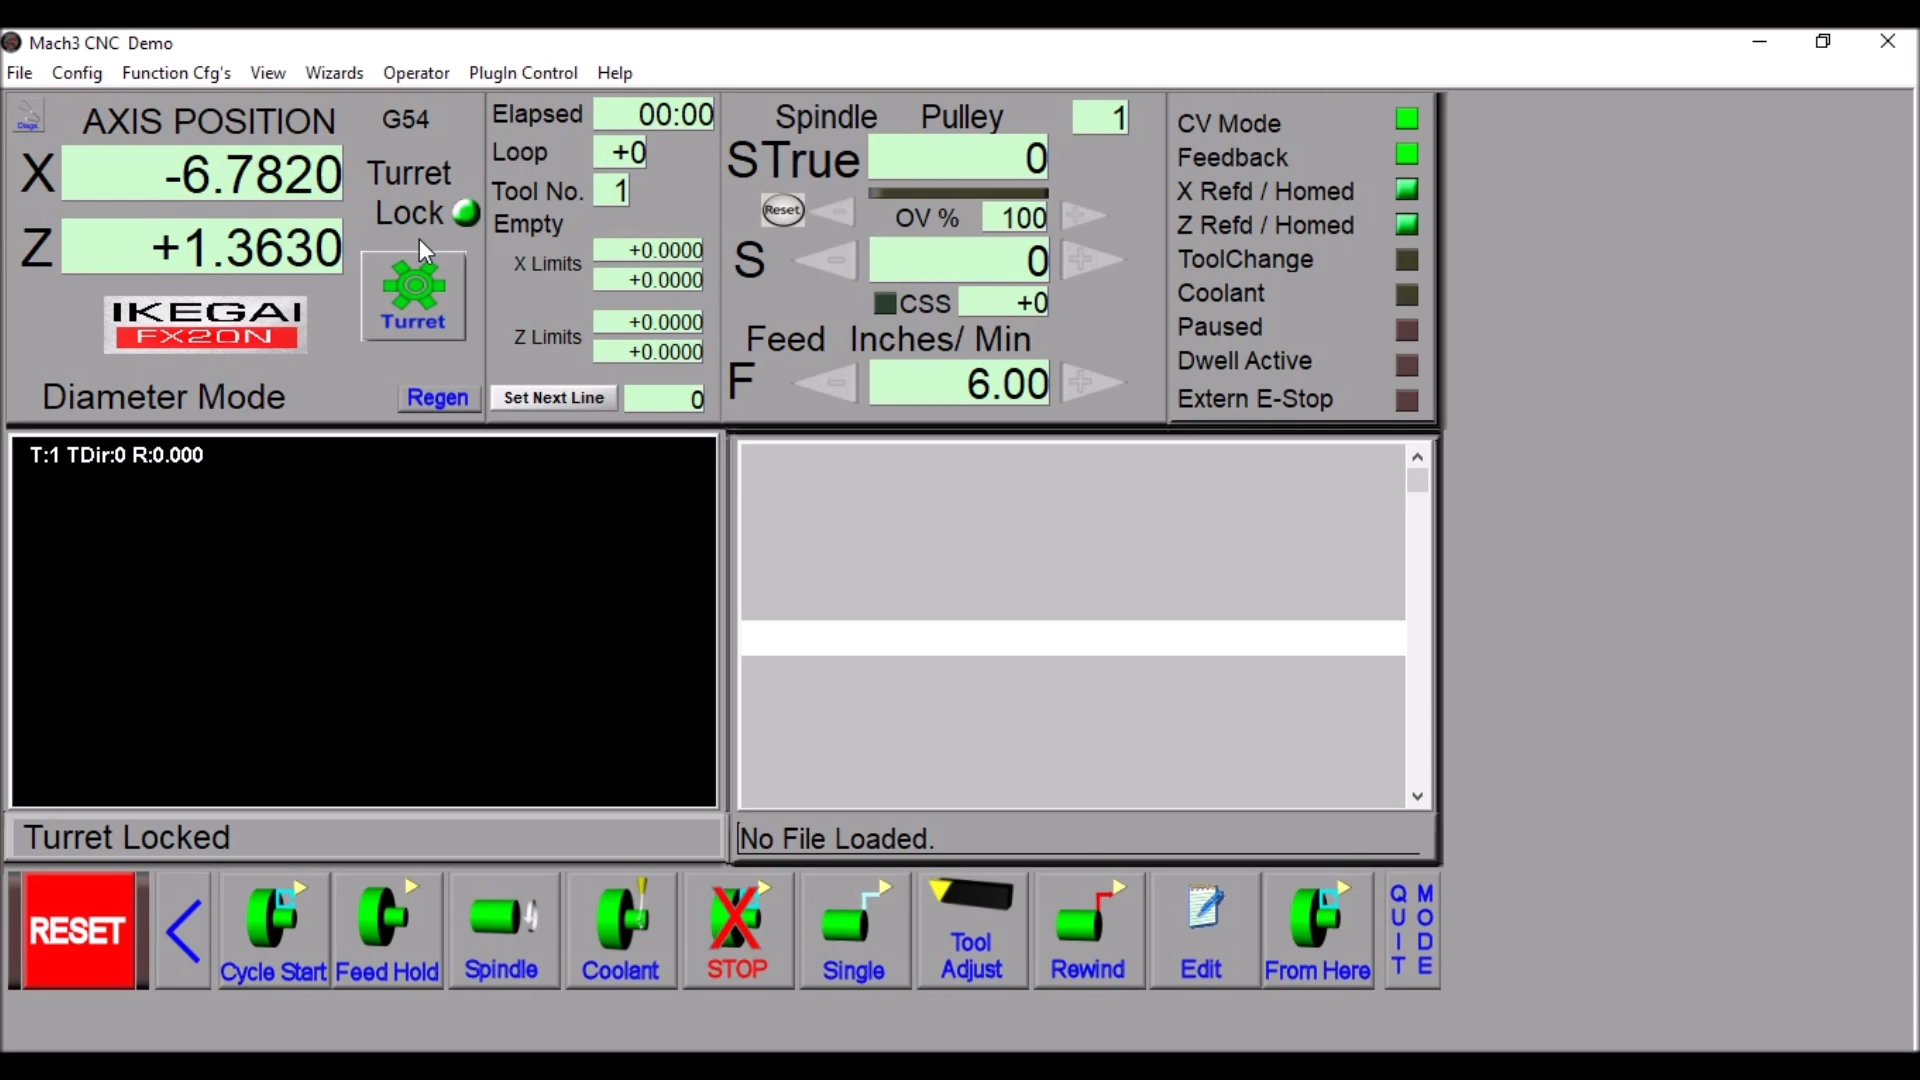 Mach3 CNC Demo
File Config Function Cfg's View Wizards Operator PlugIn Control Help
AXIS POSITION G54
X -6.7820
Z +1.3630
Turret
Lock
Turret
IKEGAI
FX20N
Diameter Mode
Regen
Elapsed 00:00
Loop +0
Tool No. 1
Empty
X Limits +0.0000
+0.0000
Z Limits +0.0000
+0.0000
Set Next Line 0
Spindle Pulley 1
STrue 0
Reset
OV % 100
S 0
CSS +0
Feed Inches/ Min
F 6.00
CV Mode
Feedback
X Refd / Homed
Z Refd / Homed
ToolChange
Coolant
Paused
Dwell Active
Extern E-Stop
T:1 TDir:0 R:0.000
Turret Locked
No File Loaded.
RESET
Cycle Start
Feed Hold
Spindle
Coolant
STOP
Single
Tool
Adjust
Rewind
Edit
From Here
QUIT
MODE